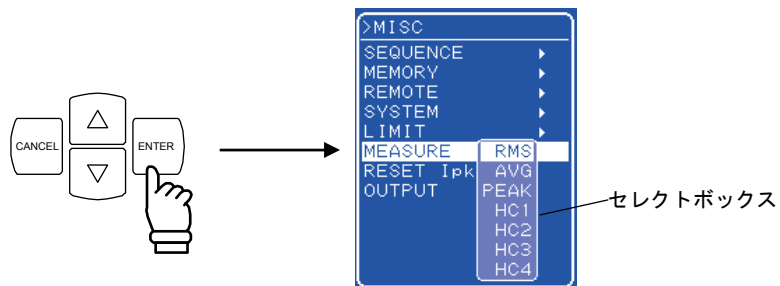 CANCEL
ENTER
>MISC
SEQUENCE
MEMORY
REMOTE
SYSTEM
LIMIT
MEASURE RMS
RESET Ipk AVG
OUTPUT PEAK
HC1
HC2
HC3
HC4
セレクトボックス